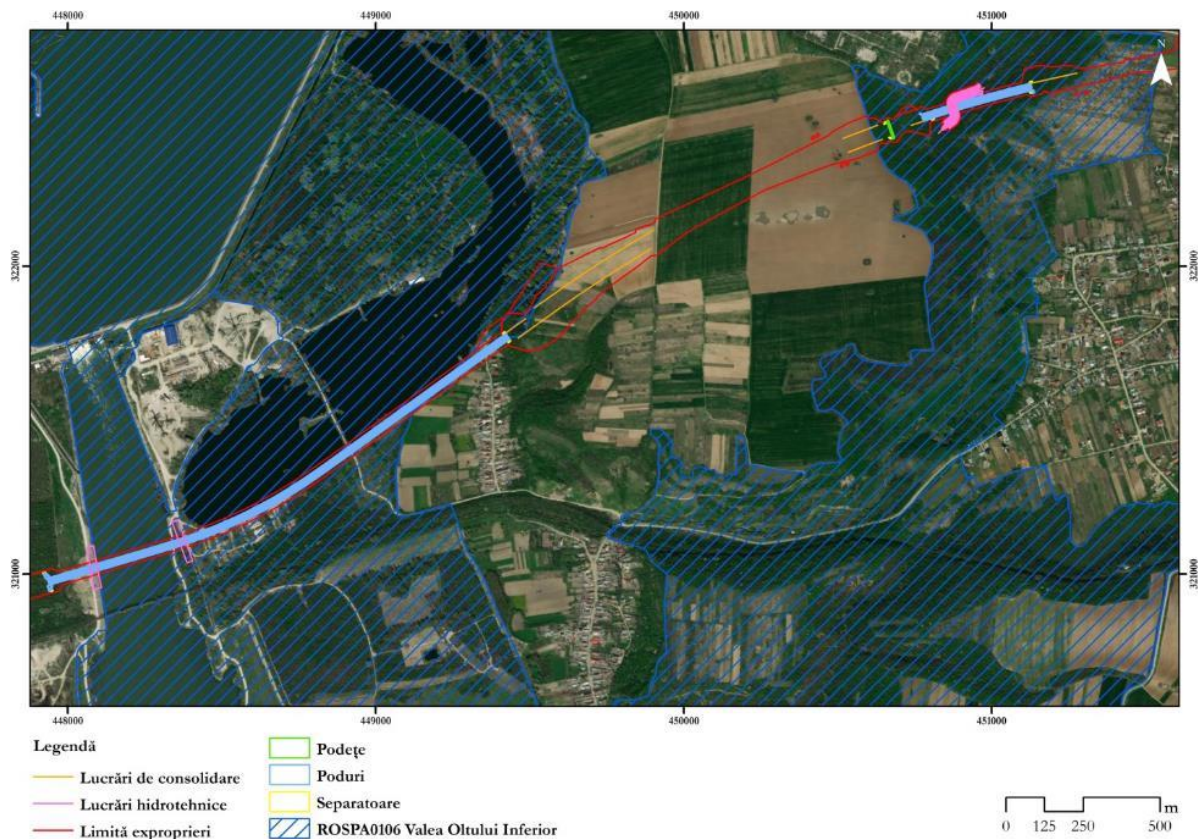 448000 449000 450000 451000
N
322000 322000
321000 321000
448000 449000 450000 451000
Legendă
Lucrări de consolidare
Lucrări hidrotehnice
Limită exproprieri
Podețe
Poduri
Separatoare
ROSPA0106 Valea Oltului Inferior
m
0 125 250 500